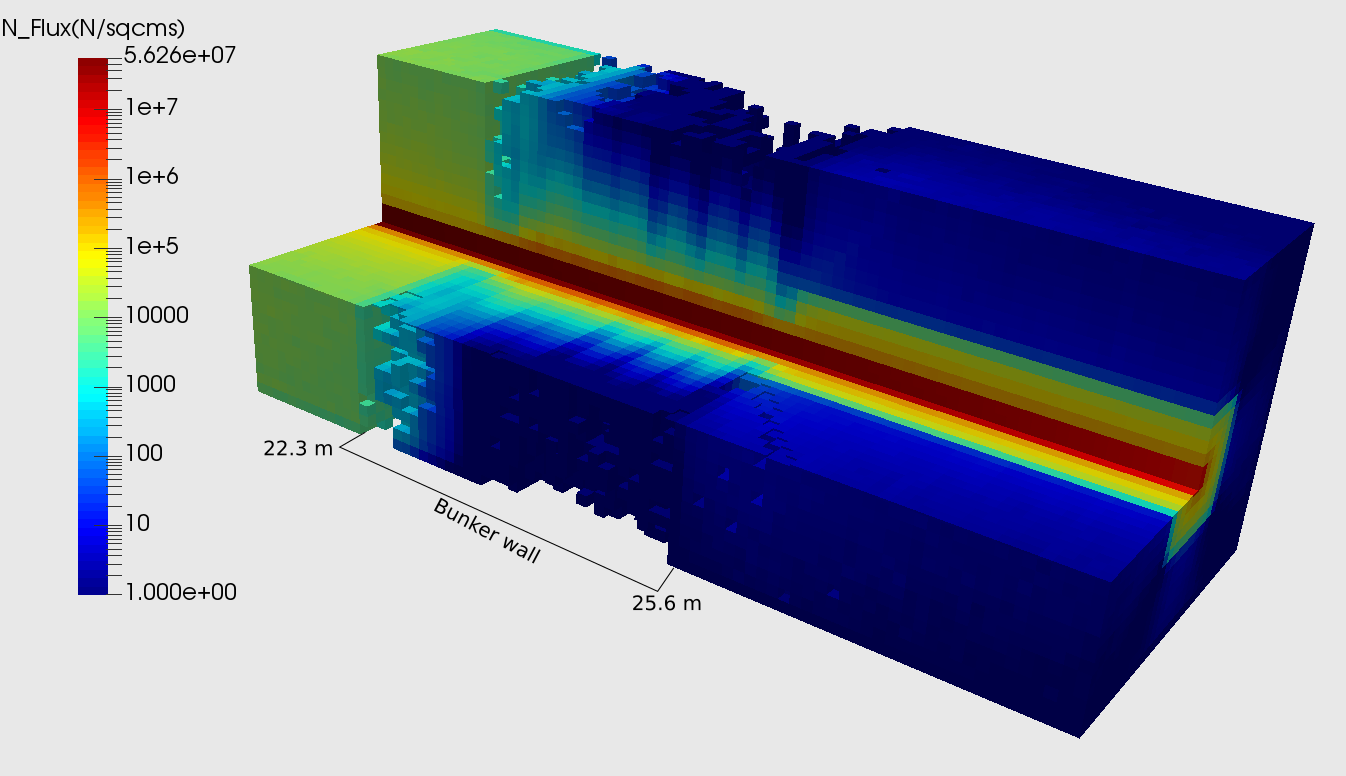 N_Flux(N/sqcms)
5.626e+07
1e+7
1e+6
1e+5
10000
1000
100
10
1.000e+00
22.3 m
Bunker wall
25.6 m